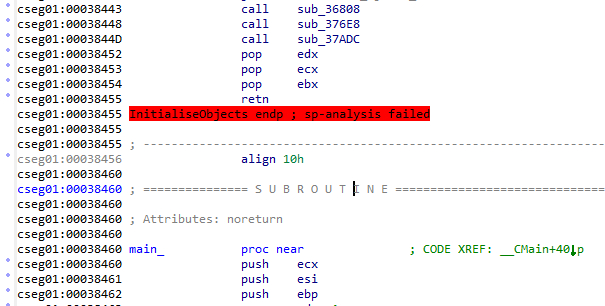 cseg01:00038443 call sub_36808
cseg01:00038448 call sub_376E8
cseg01:0003844D call sub_37ADC
cseg01:00038452 pop edx
cseg01:00038453 pop ecx
cseg01:00038454 pop ebx
cseg01:00038455 retn
cseg01:00038455 InitialiseObjects endp ; sp-analysis failed
cseg01:00038455
cseg01:00038455 ; ---------------------------------------------------------------
cseg01:00038456 align 10h
cseg01:00038460
cseg01:00038460 ; =============== S U B R O U T I N E =============================
cseg01:00038460
cseg01:00038460 ; Attributes: noreturn
cseg01:00038460
cseg01:00038460 main_ proc near ; CODE XREF: __CMain+40↓p
cseg01:00038460 push ecx
cseg01:00038461 push esi
cseg01:00038462 push ebp